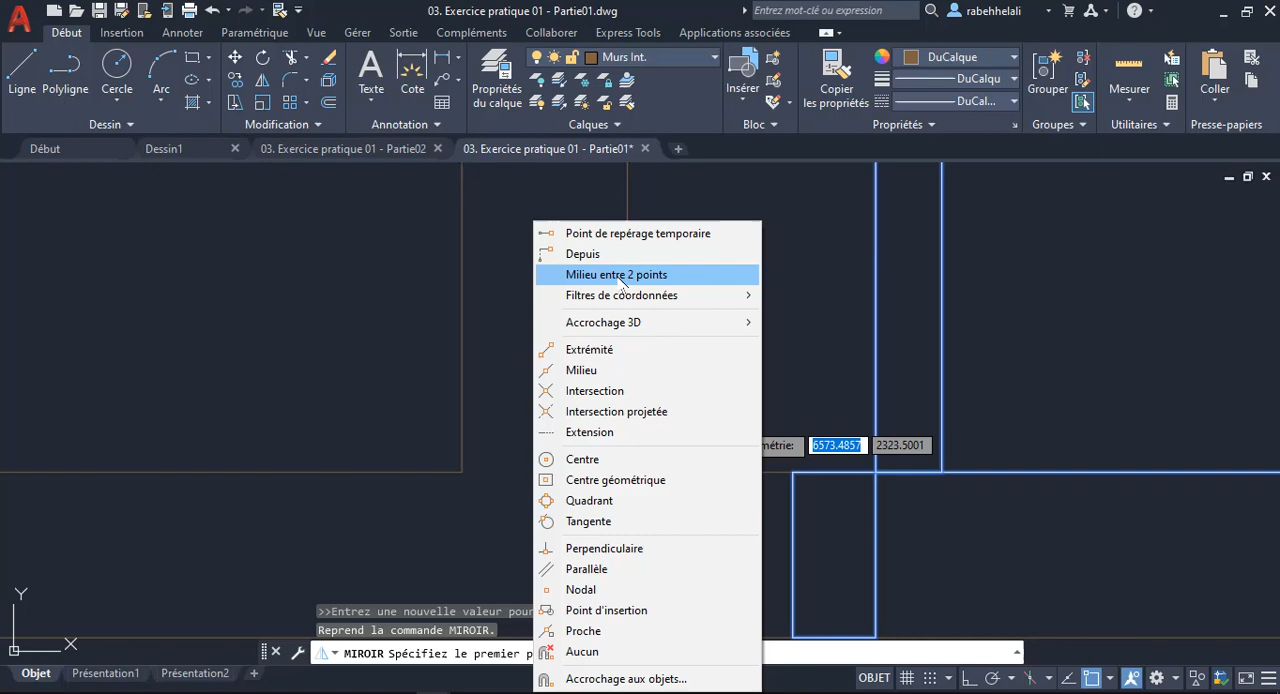 03. Exercice pratique 01 - Partie01.dwg
Entrez mot-clé ou expression
rabehhelali
Début
Insertion
Annoter
Paramétrique
Vue
Gérer
Sortie
Compléments
Collaborer
Express Tools
Applications associées
Ligne
Polyligne
Cercle
Arc
Texte
Cote
Propriétés
du calque
Murs Int.
Insérer
Copier
les propriétés
DuCalque
DuCalqu
DuCal...
Grouper
Mesurer
Coller
Dessin
Modification
Annotation
Calques
Bloc
Propriétés
Groupes
Utilitaires
Presse-papiers
Début
Dessin1
03. Exercice pratique 01 - Partie02
03. Exercice pratique 01 - Partie01*
Point de repérage temporaire
Depuis
Milieu entre 2 points
Filtres de coordonnées
Accrochage 3D
Extrémité
Milieu
Intersection
Intersection projetée
Extension
métrie:
6573.4857
2323.5001
Centre
Centre géométrique
Quadrant
Tangente
Perpendiculaire
Parallèle
Nodal
Point d'insertion
Proche
Aucun
Accrochage aux objets...
Y
X
>>Entrez une nouvelle valeur pour
Reprend la commande MIROIR.
MIROIR Spécifiez le premier p
Objet
Présentation1
Présentation2
OBJET